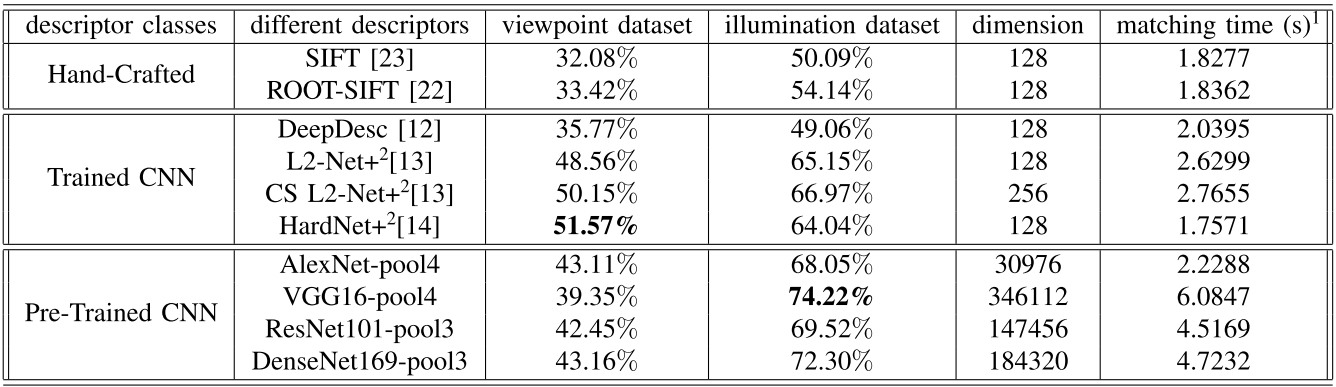 descriptor classes different descriptors viewpoint dataset illumination dataset dimension matching time (s)1
Hand-Crafted
SIFT [23] 32.08% 50.09% 128 1.8277
ROOT-SIFT [22] 33.42% 54.14% 128 1.8362
Trained CNN
DeepDesc [12] 35.77% 49.06% 128 2.0395
L2-Net+2[13] 48.56% 65.15% 128 2.6299
CS L2-Net+2[13] 50.15% 66.97% 256 2.7655
HardNet+2[14] 51.57% 64.04% 128 1.7571
Pre-Trained CNN
AlexNet-pool4 43.11% 68.05% 30976 2.2288
VGG16-pool4 39.35% 74.22% 346112 6.0847
ResNet101-pool3 42.45% 69.52% 147456 4.5169
DenseNet169-pool3 43.16% 72.30% 184320 4.7232